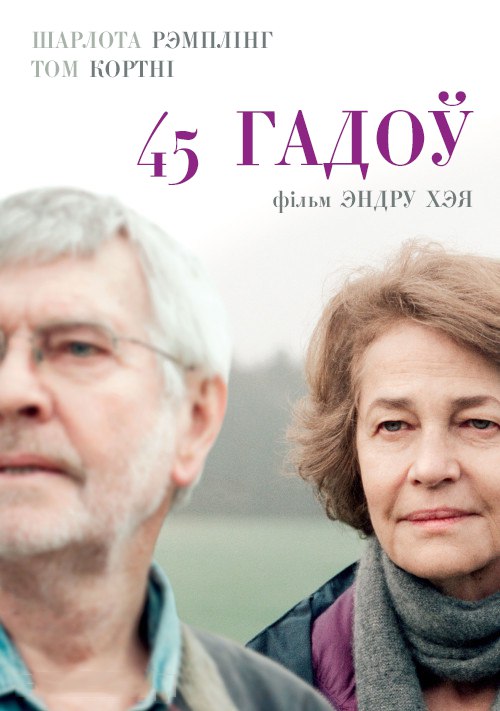 ШАРЛОТА РЭМПЛІНГ
ТОМ КОРТНІ
45 ГАДОЎ
фільм ЭНДРУ ХЭЯ